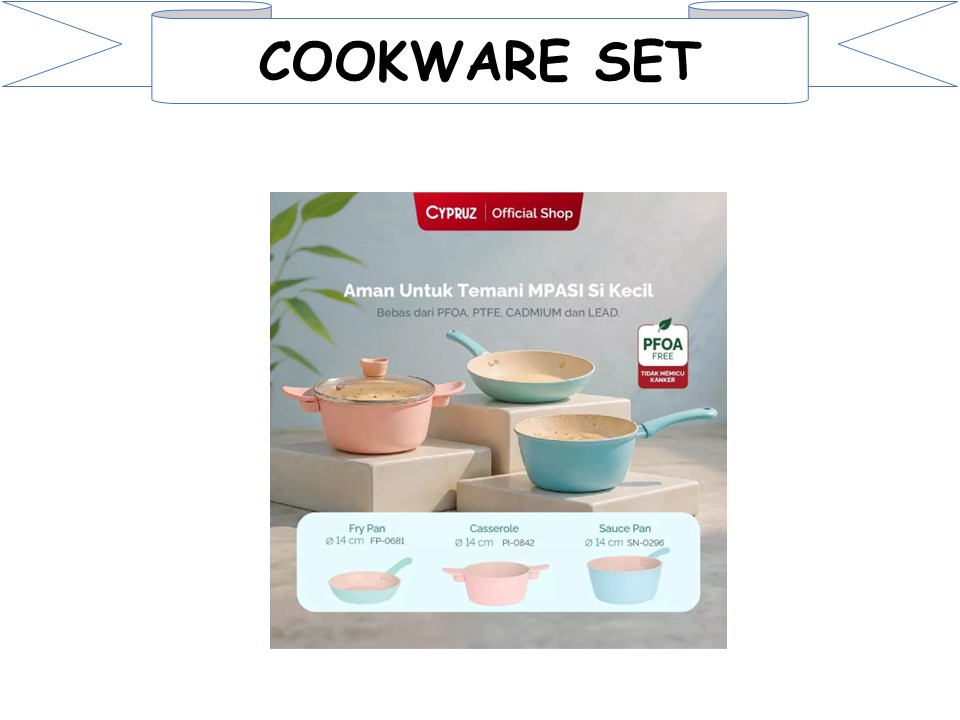 COOKWARE SET
CYPRUZ | Official Shop
Aman Untuk Temani MPASI Si Kecil
Bebas dari PFOA, PTFE, CADMIUM dan LEAD.
PFOA
FREE
TIDAK MEMICU
KANKER
Fry Pan
Ø 14 cm FP-0681
Casserole
Ø 14 cm PI-0842
Sauce Pan
Ø 14 cm SN-0296